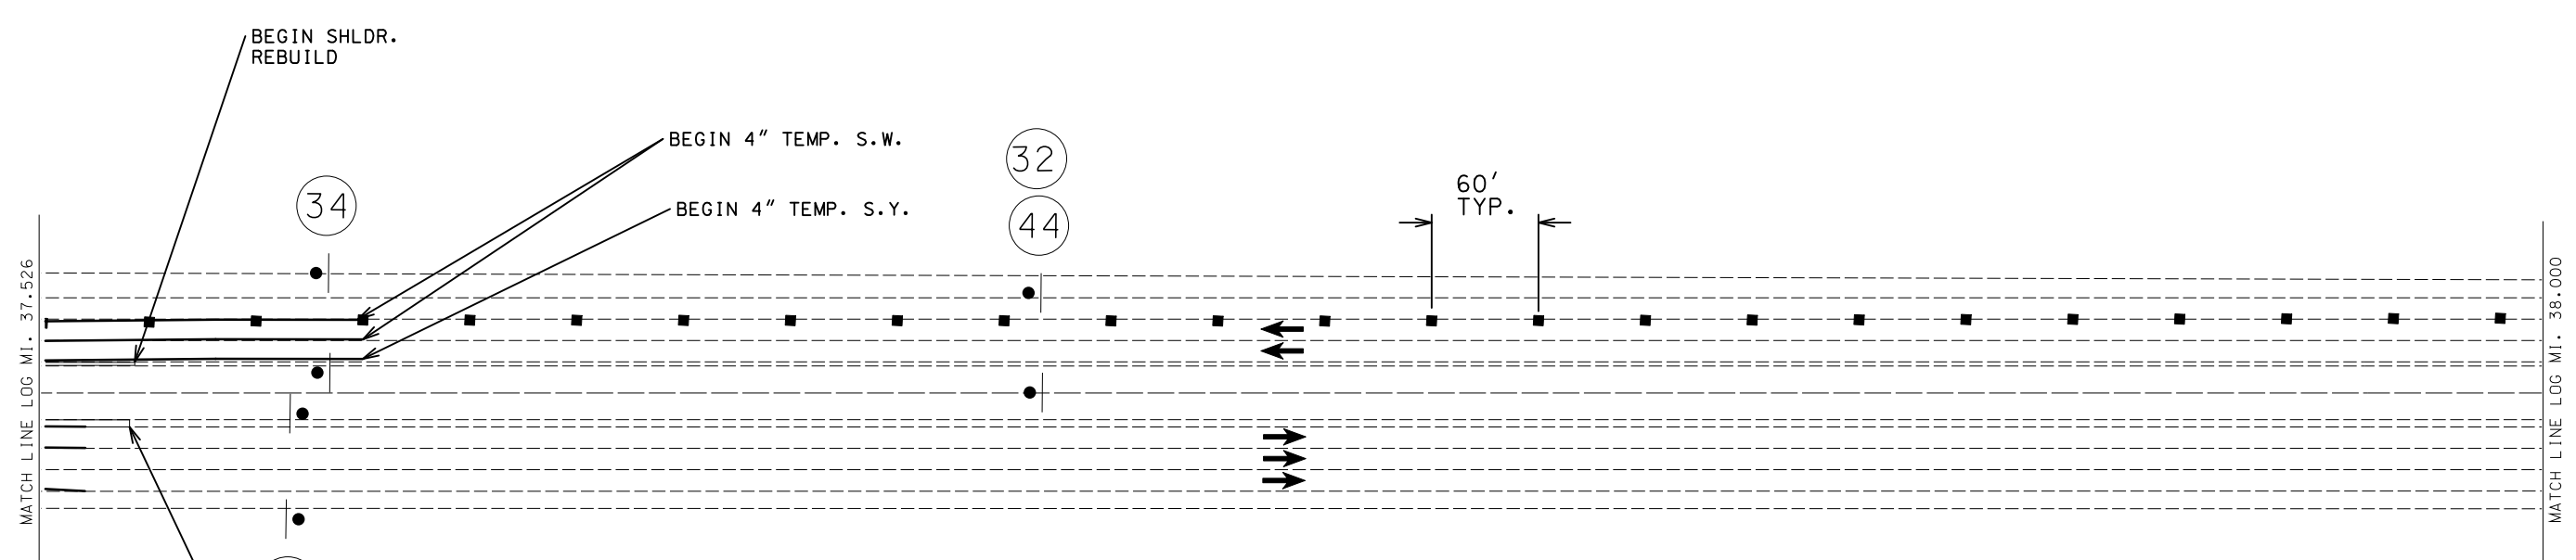 BEGIN SHLDR.
REBUILD
BEGIN 4" TEMP. S.W.
BEGIN 4" TEMP. S.Y.
34
32
44
60'
TYP.
MATCH LINE LOG MI. 37.526
MATCH LINE LOG MI. 38.000